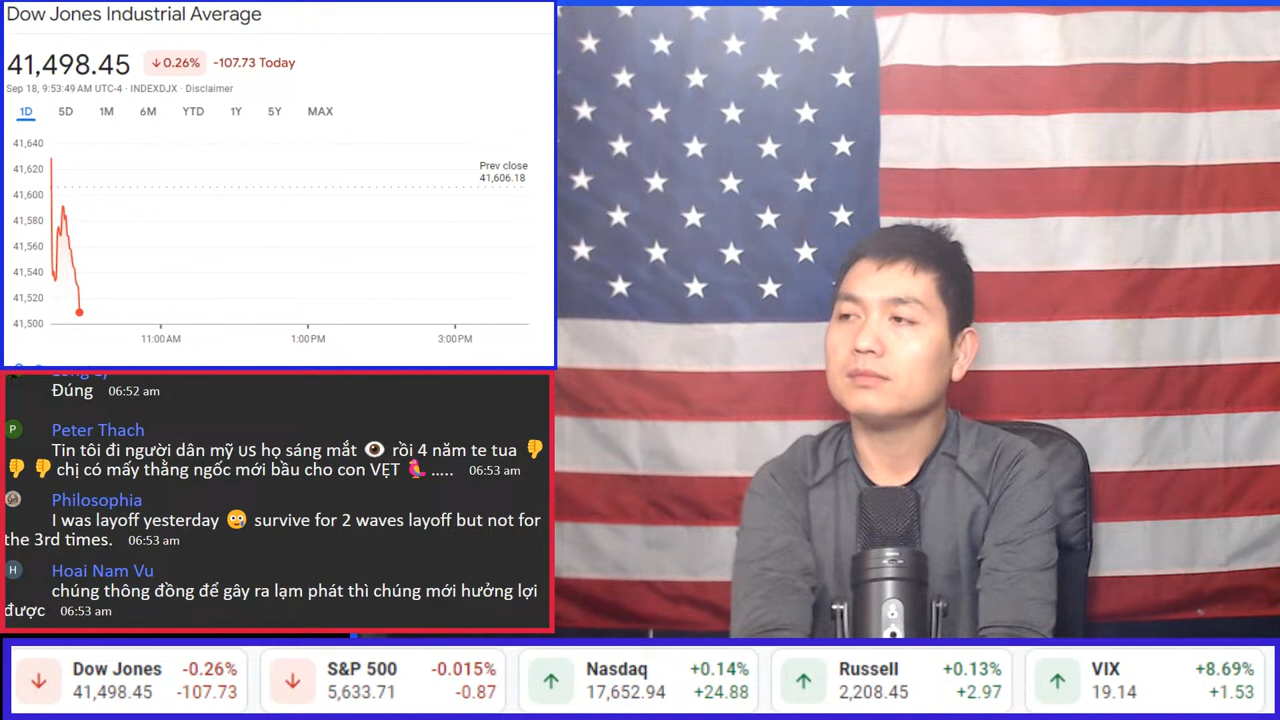 Dow Jones Industrial Average
41,498.45 ↓0.26% -107.73 Today
Sep 18, 9:53:49 AM UTC-4 · INDEXDJX · Disclaimer
1D 5D 1M 6M YTD 1Y 5Y MAX
41,640
41,620
41,600
41,580
41,560
41,540
41,520
41,500
Prev close
41,606.18
11:00 AM 1:00 PM 3:00 PM
Đúng 06:52 am
P Peter Thach
Tin tôi đi người dân mỹ US họ sáng mắt 👁 rồi 4 năm te tua 👎
👎 👎 chị có mấy thằng ngốc mới bầu cho con VẸT 🦜 ..... 06:53 am
Philosophia
I was layoff yesterday 😢 survive for 2 waves layoff but not for
the 3rd times. 06:53 am
H Hoai Nam Vu
chúng thông đồng để gây ra lạm phát thì chúng mới hưởng lợi
được 06:53 am
Dow Jones -0.26%
41,498.45 -107.73
S&P 500 -0.015%
5,633.71 -0.87
Nasdaq +0.14%
17,652.94 +24.88
Russell +0.13%
2,208.45 +2.97
VIX +8.69%
19.14 +1.53